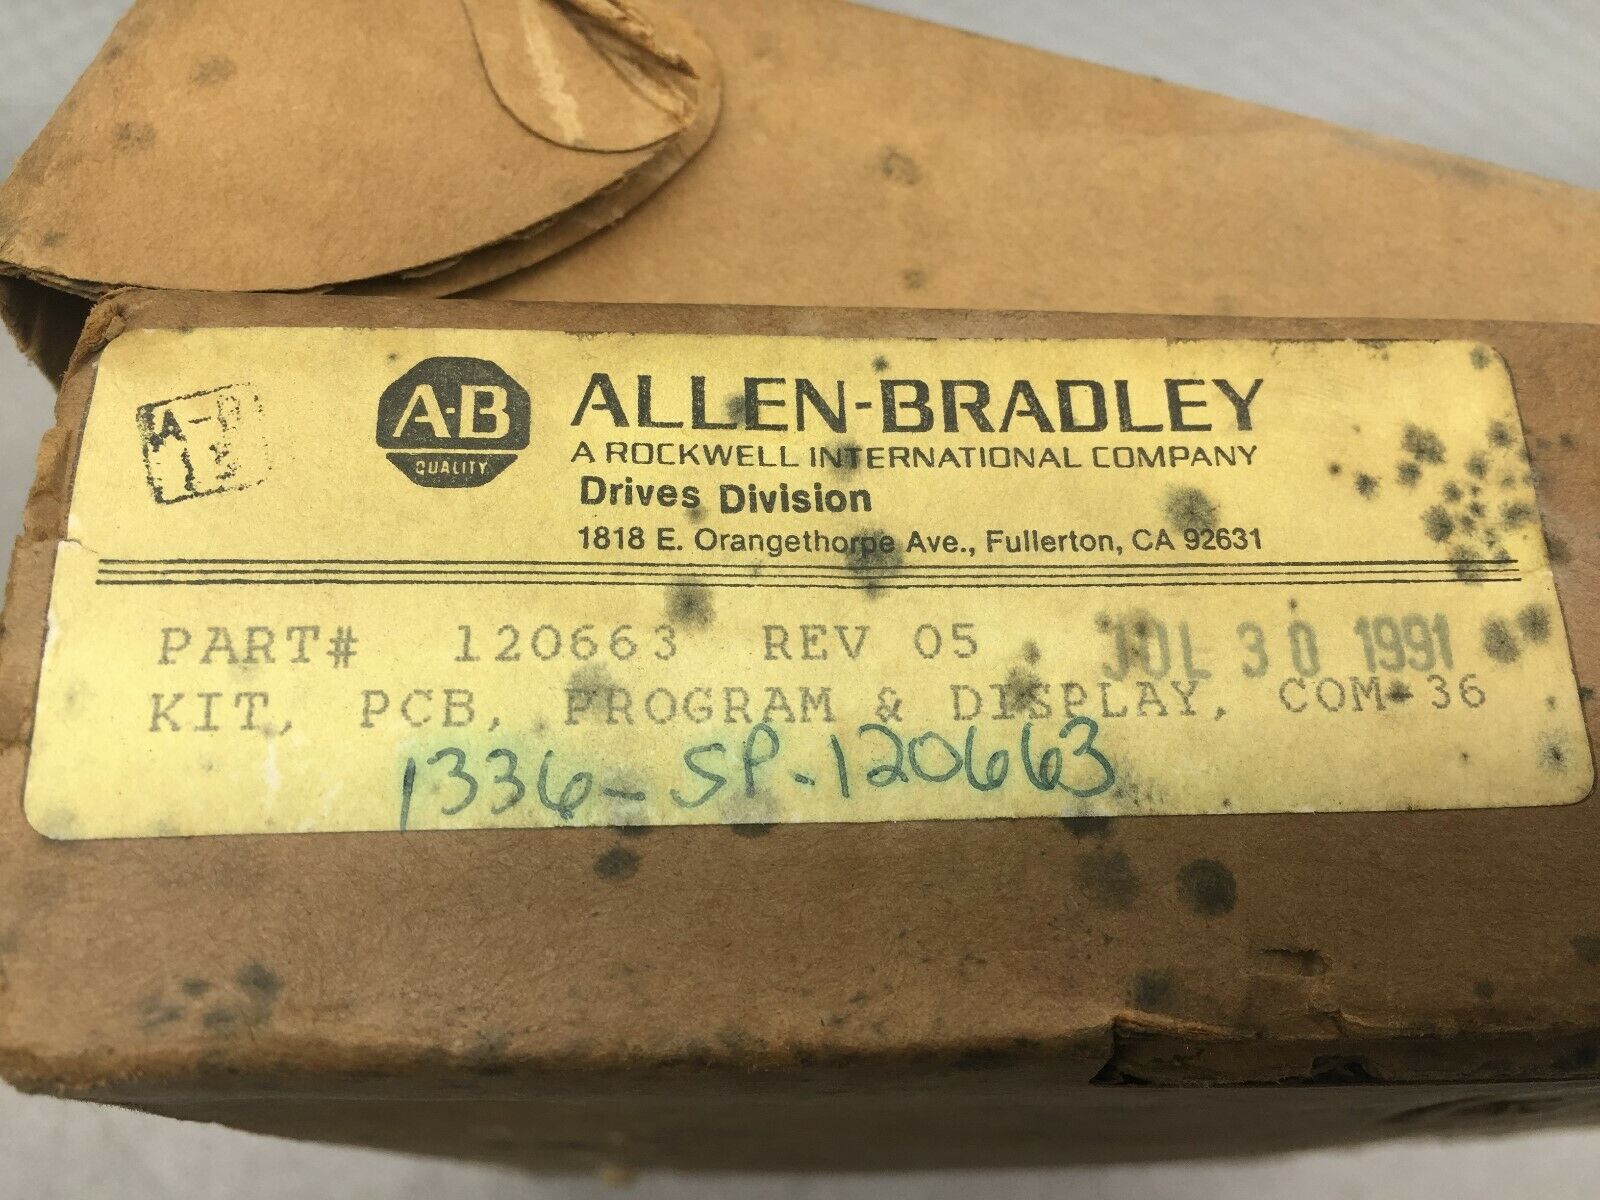 A-B
QUALITY
ALLEN-BRADLEY
A ROCKWELL INTERNATIONAL COMPANY
Drives Division
1818 E. Orangethorpe Ave., Fullerton, CA 92631
PART# 120663 REV 05 JUL 30 1991
KIT, PCB, PROGRAM & DISPLAY, COM-36
1336-SP-120663